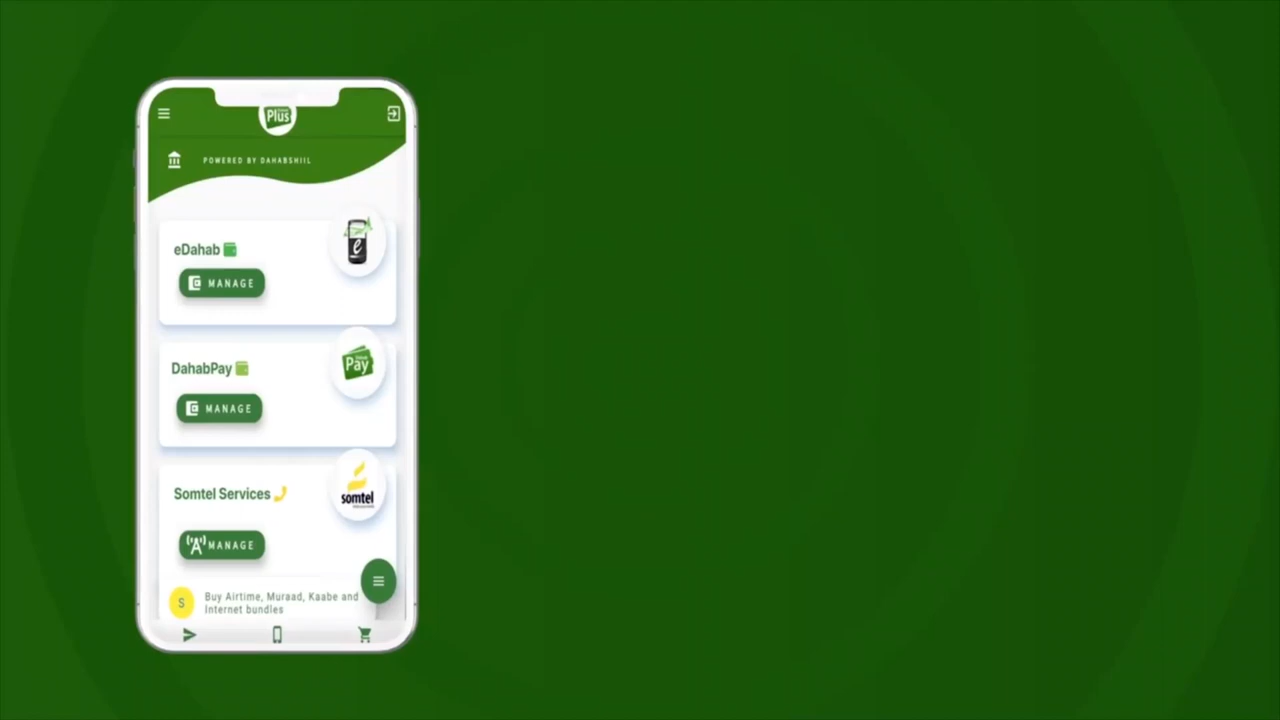 Plus
POWERED BY DAHABSHIIL
eDahab
MANAGE
e
DahabPay
Pay
MANAGE
Somtel Services
somtel
MANAGE
S
Buy Airtime, Muraad, Kaabe and
Internet bundles